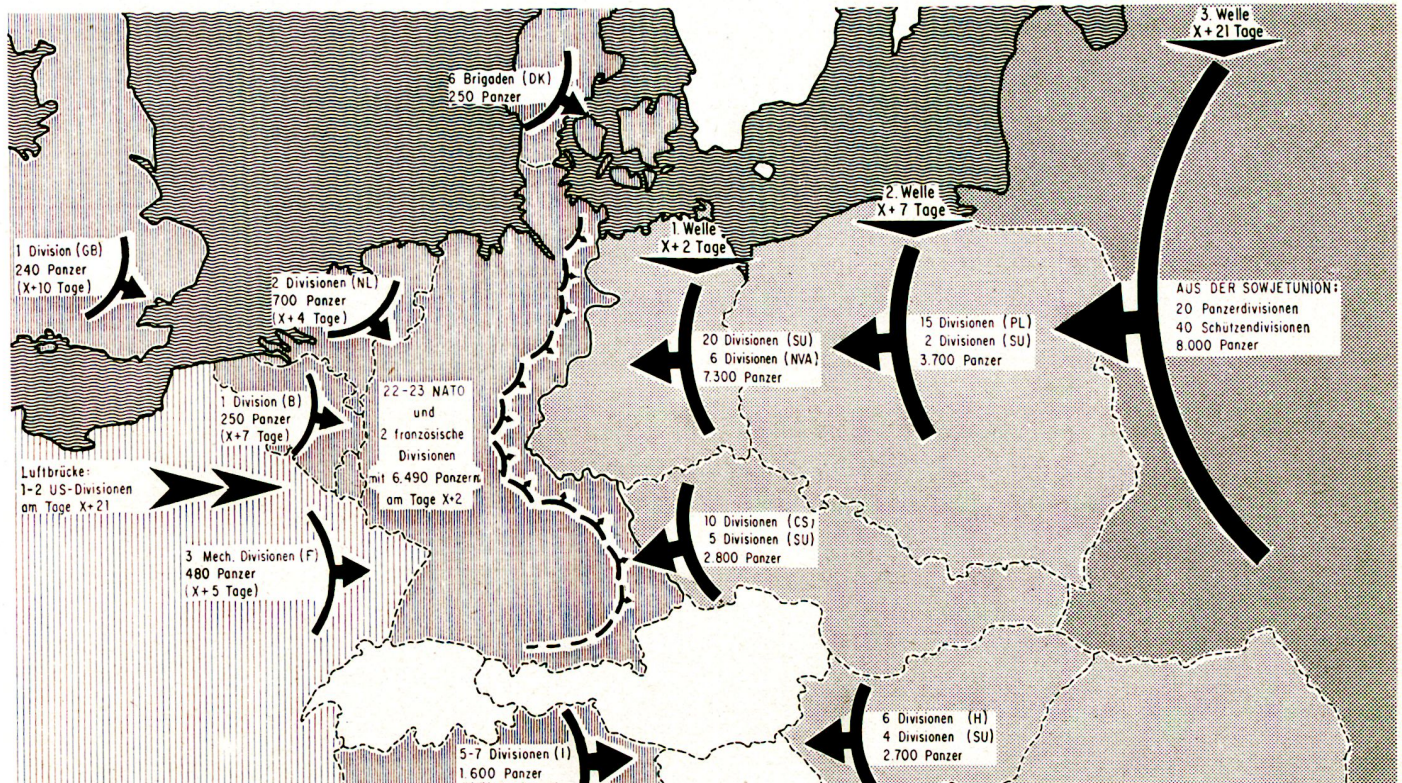 3. Welle
X+21 Tage
6 Brigaden (DK)
250 Panzer
2. Welle
X+7 Tage
1. Welle
X+2 Tage
1 Division (GB)
240 Panzer
(X+10 Tage)
2 Divisionen (NL)
700 Panzer
(X+4 Tage)
AUS DER SOWJETUNION:
20 Panzerdivisionen
40 Schützendivisionen
8.000 Panzer
15 Divisionen (PL)
2 Divisionen (SU)
3.700 Panzer
20 Divisionen (SU)
6 Divisionen (NVA)
7.300 Panzer
22-23 NATO
und
2 französische
Divisionen
mit 6.490 Panzern
am Tage X+2
1 Division (B)
250 Panzer
(X+7 Tage)
Luftbrücke:
1-2 US-Divisionen
am Tage X+21
10 Divisionen (CS)
5 Divisionen (SU)
2.800 Panzer
3 Mech. Divisionen (F)
480 Panzer
(X+5 Tage)
6 Divisionen (H)
4 Divisionen (SU)
2.700 Panzer
5-7 Divisionen (I)
1.600 Panzer